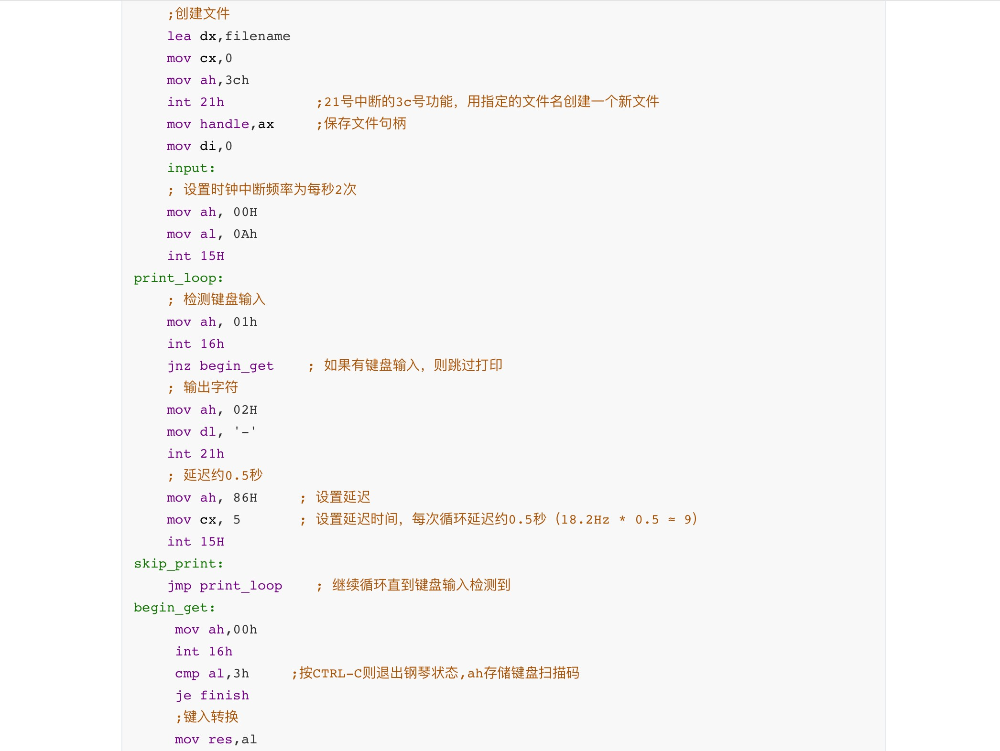 ;创建文件
lea dx,filename
mov cx,0
mov ah,3ch
int 21h ;21号中断的3c号功能，用指定的文件名创建一个新文件
mov handle,ax ;保存文件句柄
mov di,0
input:
; 设置时钟中断频率为每秒2次
mov ah, 00H
mov al, 0Ah
int 15H
print_loop:
; 检测键盘输入
mov ah, 01h
int 16h
jnz begin_get ; 如果有键盘输入，则跳过打印
; 输出字符
mov ah, 02H
mov dl, '-'
int 21h
; 延迟约0.5秒
mov ah, 86H ; 设置延迟
mov cx, 5 ; 设置延迟时间，每次循环延迟约0.5秒（18.2Hz * 0.5 ≈ 9）
int 15H
skip_print:
jmp print_loop ; 继续循环直到键盘输入检测到
begin_get:
mov ah,00h
int 16h
cmp al,3h ;按CTRL-C则退出钢琴状态,ah存储键盘扫描码
je finish
;键入转换
mov res,al